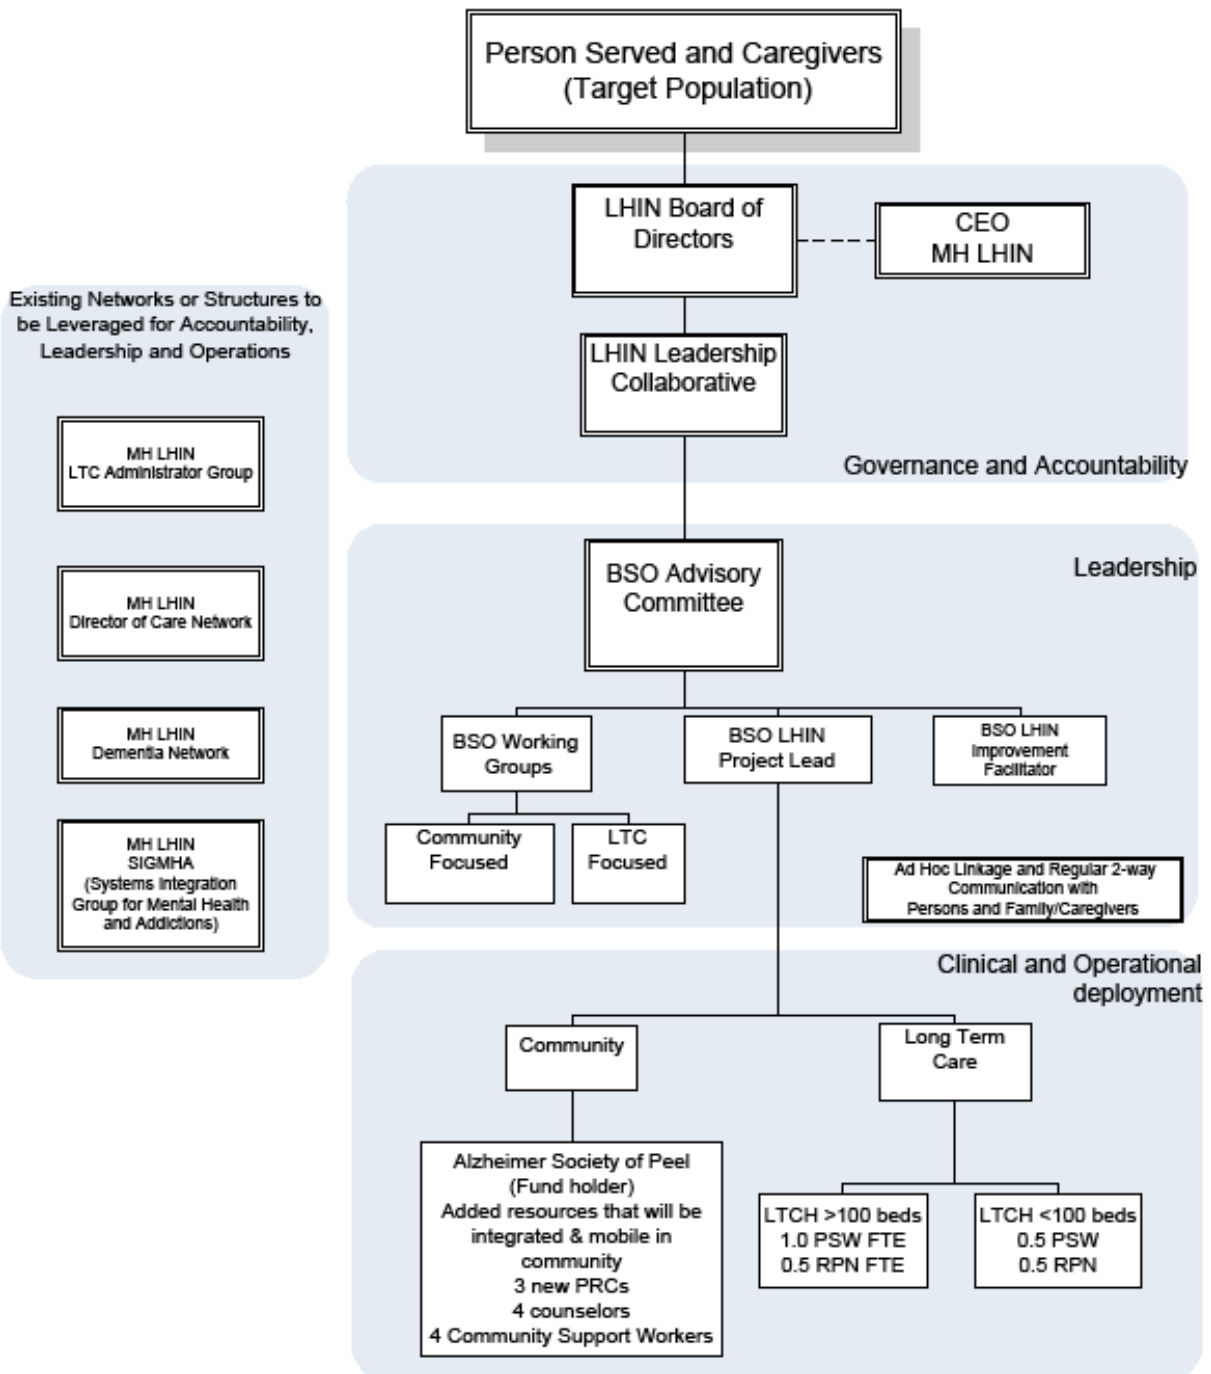 Person Served and Caregivers
(Target Population)
LHIN Board of
Directors
CEO
MH LHIN
LHIN Leadership
Collaborative
Governance and Accountability
Existing Networks or Structures to
be Leveraged for Accountability,
Leadership and Operations
MH LHIN
LTC Administrator Group
MH LHIN
Director of Care Network
MH LHIN
Dementia Network
MH LHIN
SIGMHA
(Systems Integration
Group for Mental Health
and Addictions)
Leadership
BSO Advisory
Committee
BSO Working
Groups
BSO LHIN
Project Lead
BSO LHIN
Improvement
Facilitator
Community
Focused
LTC
Focused
Ad Hoc Linkage and Regular 2-way
Communication with
Persons and Family/Caregivers
Clinical and Operational
deployment
Community
Long Term
Care
Alzheimer Society of Peel
(Fund holder)
Added resources that will be
integrated & mobile in
community
3 new PRCs
4 counselors
4 Community Support Workers
LTCH >100 beds
1.0 PSW FTE
0.5 RPN FTE
LTCH <100 beds
0.5 PSW
0.5 RPN